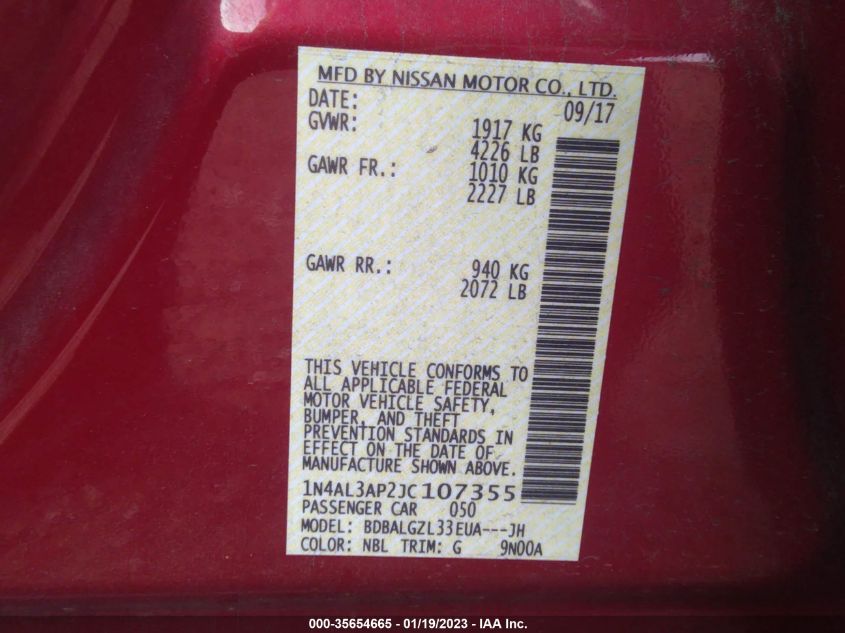 MFD BY NISSAN MOTOR CO., LTD.
DATE: 09/17
GVWR: 1917 KG
4226 LB
GAWR FR.: 1010 KG
2227 LB
GAWR RR.: 940 KG
2072 LB
THIS VEHICLE CONFORMS TO
ALL APPLICABLE FEDERAL
MOTOR VEHICLE SAFETY,
BUMPER, AND THEFT
PREVENTION STANDARDS IN
EFFECT ON THE DATE OF
MANUFACTURE SHOWN ABOVE.
1N4AL3AP2JC107355
PASSENGER CAR 050
MODEL: BDBALGZL33EUA---JH
COLOR: NBL TRIM: G 9N00A
000-35654665 - 01/19/2023 - IAA Inc.